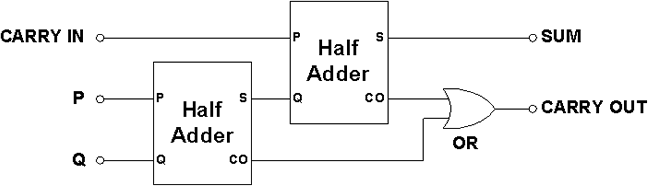 CARRY IN
P
S
SUM
Half
Adder
P
P
S
Q
CO
CARRY OUT
Half
Adder
OR
Q
Q
CO